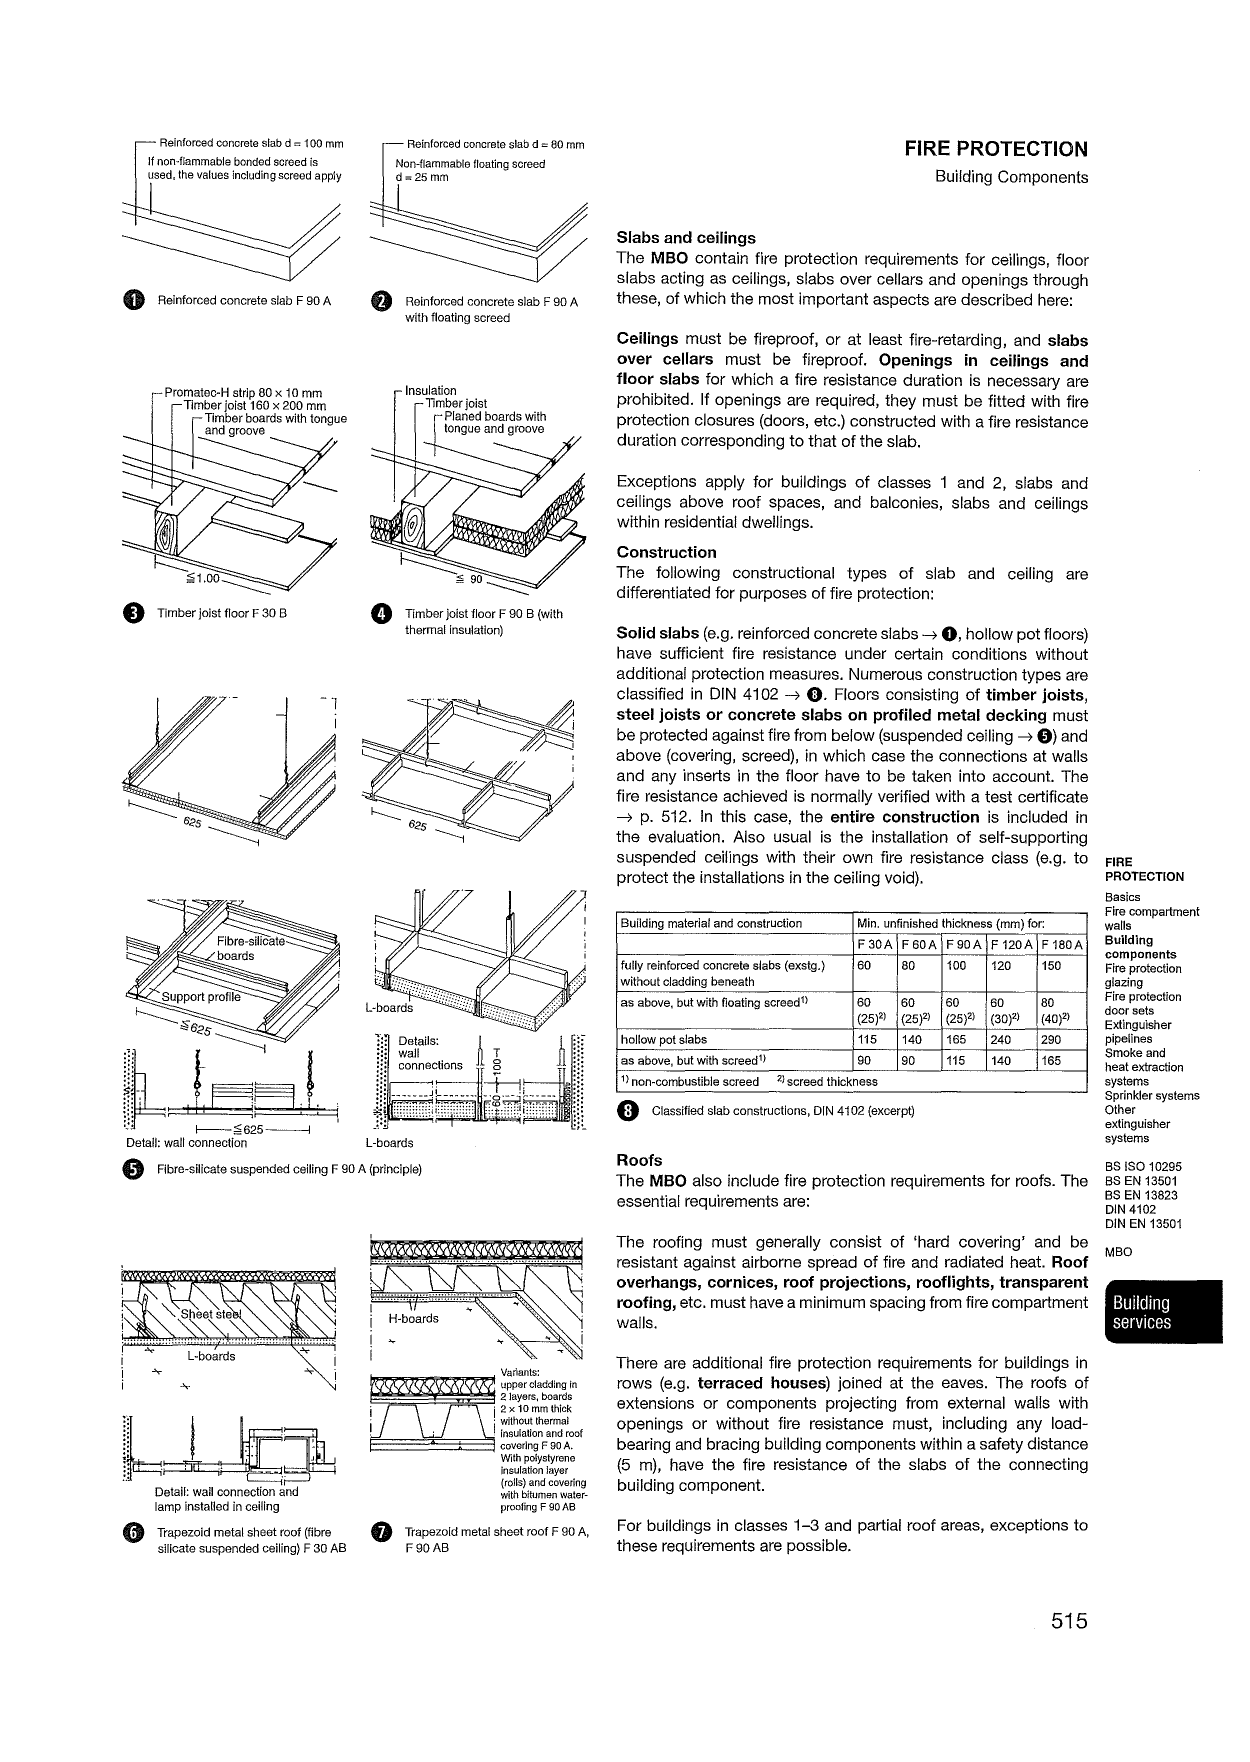 FIRE PROTECTION
Building Components
Reinforced concrete slab d = 100 mm
If non-flammable bonded screed is
used, the values including screed apply
❶ Reinforced concrete slab F 90 A
Reinforced concrete slab d = 80 mm
Non-flammable floating screed
d = 25 mm
❷ Reinforced concrete slab F 90 A
with floating screed
Promatec-H strip 80 x 10 mm
Timber joist 160 x 200 mm
Timber boards with tongue
and groove
≦1.00
❸ Timber joist floor F 30 B
Insulation
Timber joist
Planed boards with
tongue and groove
≦ 90
❹ Timber joist floor F 90 B (with
thermal insulation)
625
625
Fibre-silicate
boards
Support profile
≦625
≦625
Detail: wall connection
L-boards
Details:
wall
connections
100
60
L-boards
❺ Fibre-silicate suspended ceiling F 90 A (principle)
Sheet steel
L-boards
Detail: wall connection and
lamp installed in ceiling
❻ Trapezoid metal sheet roof (fibre
silicate suspended ceiling) F 30 AB
H-boards
Variants:
upper cladding in
2 layers, boards
2 x 10 mm thick
without thermal
insulation and roof
covering F 90 A.
With polystyrene
insulation layer
(rolls) and covering
with bitumen water-
proofing F 90 AB
❼ Trapezoid metal sheet roof F 90 A,
F 90 AB
Slabs and ceilings
The MBO contain fire protection requirements for ceilings, floor
slabs acting as ceilings, slabs over cellars and openings through
these, of which the most important aspects are described here:
Ceilings must be fireproof, or at least fire-retarding, and slabs
over cellars must be fireproof. Openings in ceilings and
floor slabs for which a fire resistance duration is necessary are
prohibited. If openings are required, they must be fitted with fire
protection closures (doors, etc.) constructed with a fire resistance
duration corresponding to that of the slab.
Exceptions apply for buildings of classes 1 and 2, slabs and
ceilings above roof spaces, and balconies, slabs and ceilings
within residential dwellings.
Construction
The following constructional types of slab and ceiling are
differentiated for purposes of fire protection:
Solid slabs (e.g. reinforced concrete slabs → ❶, hollow pot floors)
have sufficient fire resistance under certain conditions without
additional protection measures. Numerous construction types are
classified in DIN 4102 → ❽. Floors consisting of timber joists,
steel joists or concrete slabs on profiled metal decking must
be protected against fire from below (suspended ceiling → ❺) and
above (covering, screed), in which case the connections at walls
and any inserts in the floor have to be taken into account. The
fire resistance achieved is normally verified with a test certificate
→ p. 512. In this case, the entire construction is included in
the evaluation. Also usual is the installation of self-supporting
suspended ceilings with their own fire resistance class (e.g. to
protect the installations in the ceiling void).
Building material and construction Min. unfinished thickness (mm) for:
F 30 A F 60 A F 90 A F 120 A F 180 A
fully reinforced concrete slabs (exstg.) 60 80 100 120 150
without cladding beneath
as above, but with floating screed1) 60 60 60 60 80
(25)2) (25)2) (25)2) (30)2) (40)2)
hollow pot slabs 115 140 165 240 290
as above, but with screed1) 90 90 115 140 165
1) non-combustible screed 2) screed thickness
❽ Classified slab constructions, DIN 4102 (excerpt)
Roofs
The MBO also include fire protection requirements for roofs. The
essential requirements are:
The roofing must generally consist of 'hard covering' and be
resistant against airborne spread of fire and radiated heat. Roof
overhangs, cornices, roof projections, rooflights, transparent
roofing, etc. must have a minimum spacing from fire compartment
walls.
There are additional fire protection requirements for buildings in
rows (e.g. terraced houses) joined at the eaves. The roofs of
extensions or components projecting from external walls with
openings or without fire resistance must, including any load-
bearing and bracing building components within a safety distance
(5 m), have the fire resistance of the slabs of the connecting
building component.
For buildings in classes 1–3 and partial roof areas, exceptions to
these requirements are possible.
FIRE
PROTECTION
Basics
Fire compartment
walls
Building
components
Fire protection
glazing
Fire protection
door sets
Extinguisher
pipelines
Smoke and
heat extraction
systems
Sprinkler systems
Other
extinguisher
systems
BS ISO 10295
BS EN 13501
BS EN 13823
DIN 4102
DIN EN 13501
MBO
Building
services
515